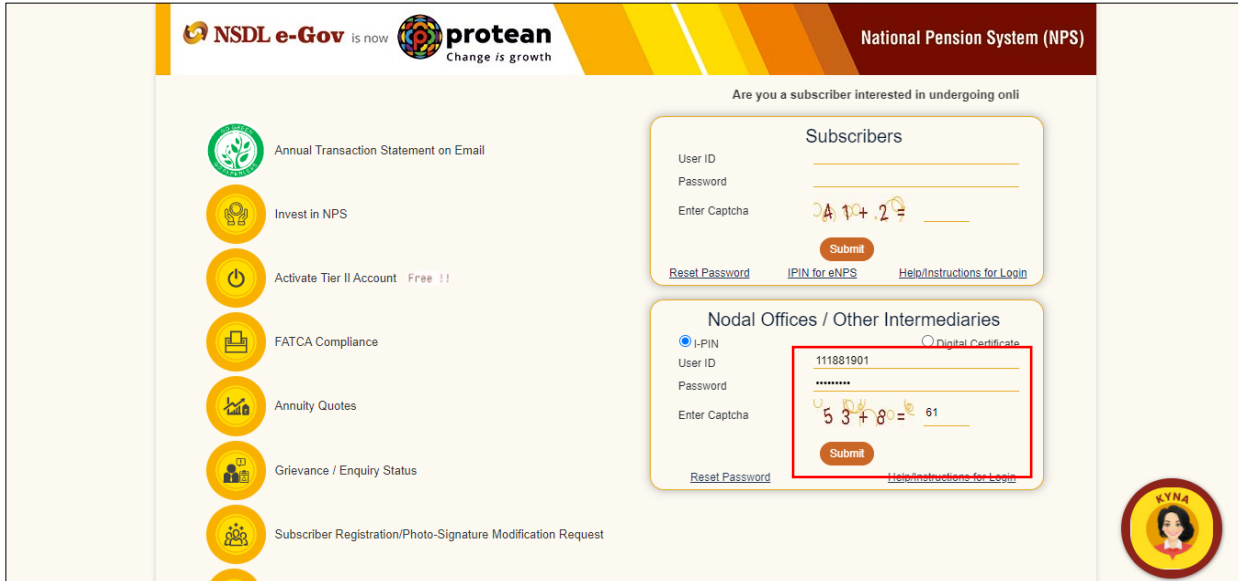 NSDL e-Gov is now protean
Change is growth
National Pension System (NPS)
Are you a subscriber interested in undergoing onli
Annual Transaction Statement on Email
Invest in NPS
Activate Tier II Account Free !!
FATCA Compliance
Annuity Quotes
Grievance / Enquiry Status
Subscriber Registration/Photo-Signature Modification Request
Subscribers
User ID
Password
Enter Captcha 41+ 2 =
Submit
Reset Password IPIN for eNPS Help/Instructions for Login
Nodal Offices / Other Intermediaries
I-PIN Digital Certificate
User ID 111881901
Password •••••••••
Enter Captcha 53+ 8 = 61
Submit
Reset Password Help/Instructions for Login
KYNA